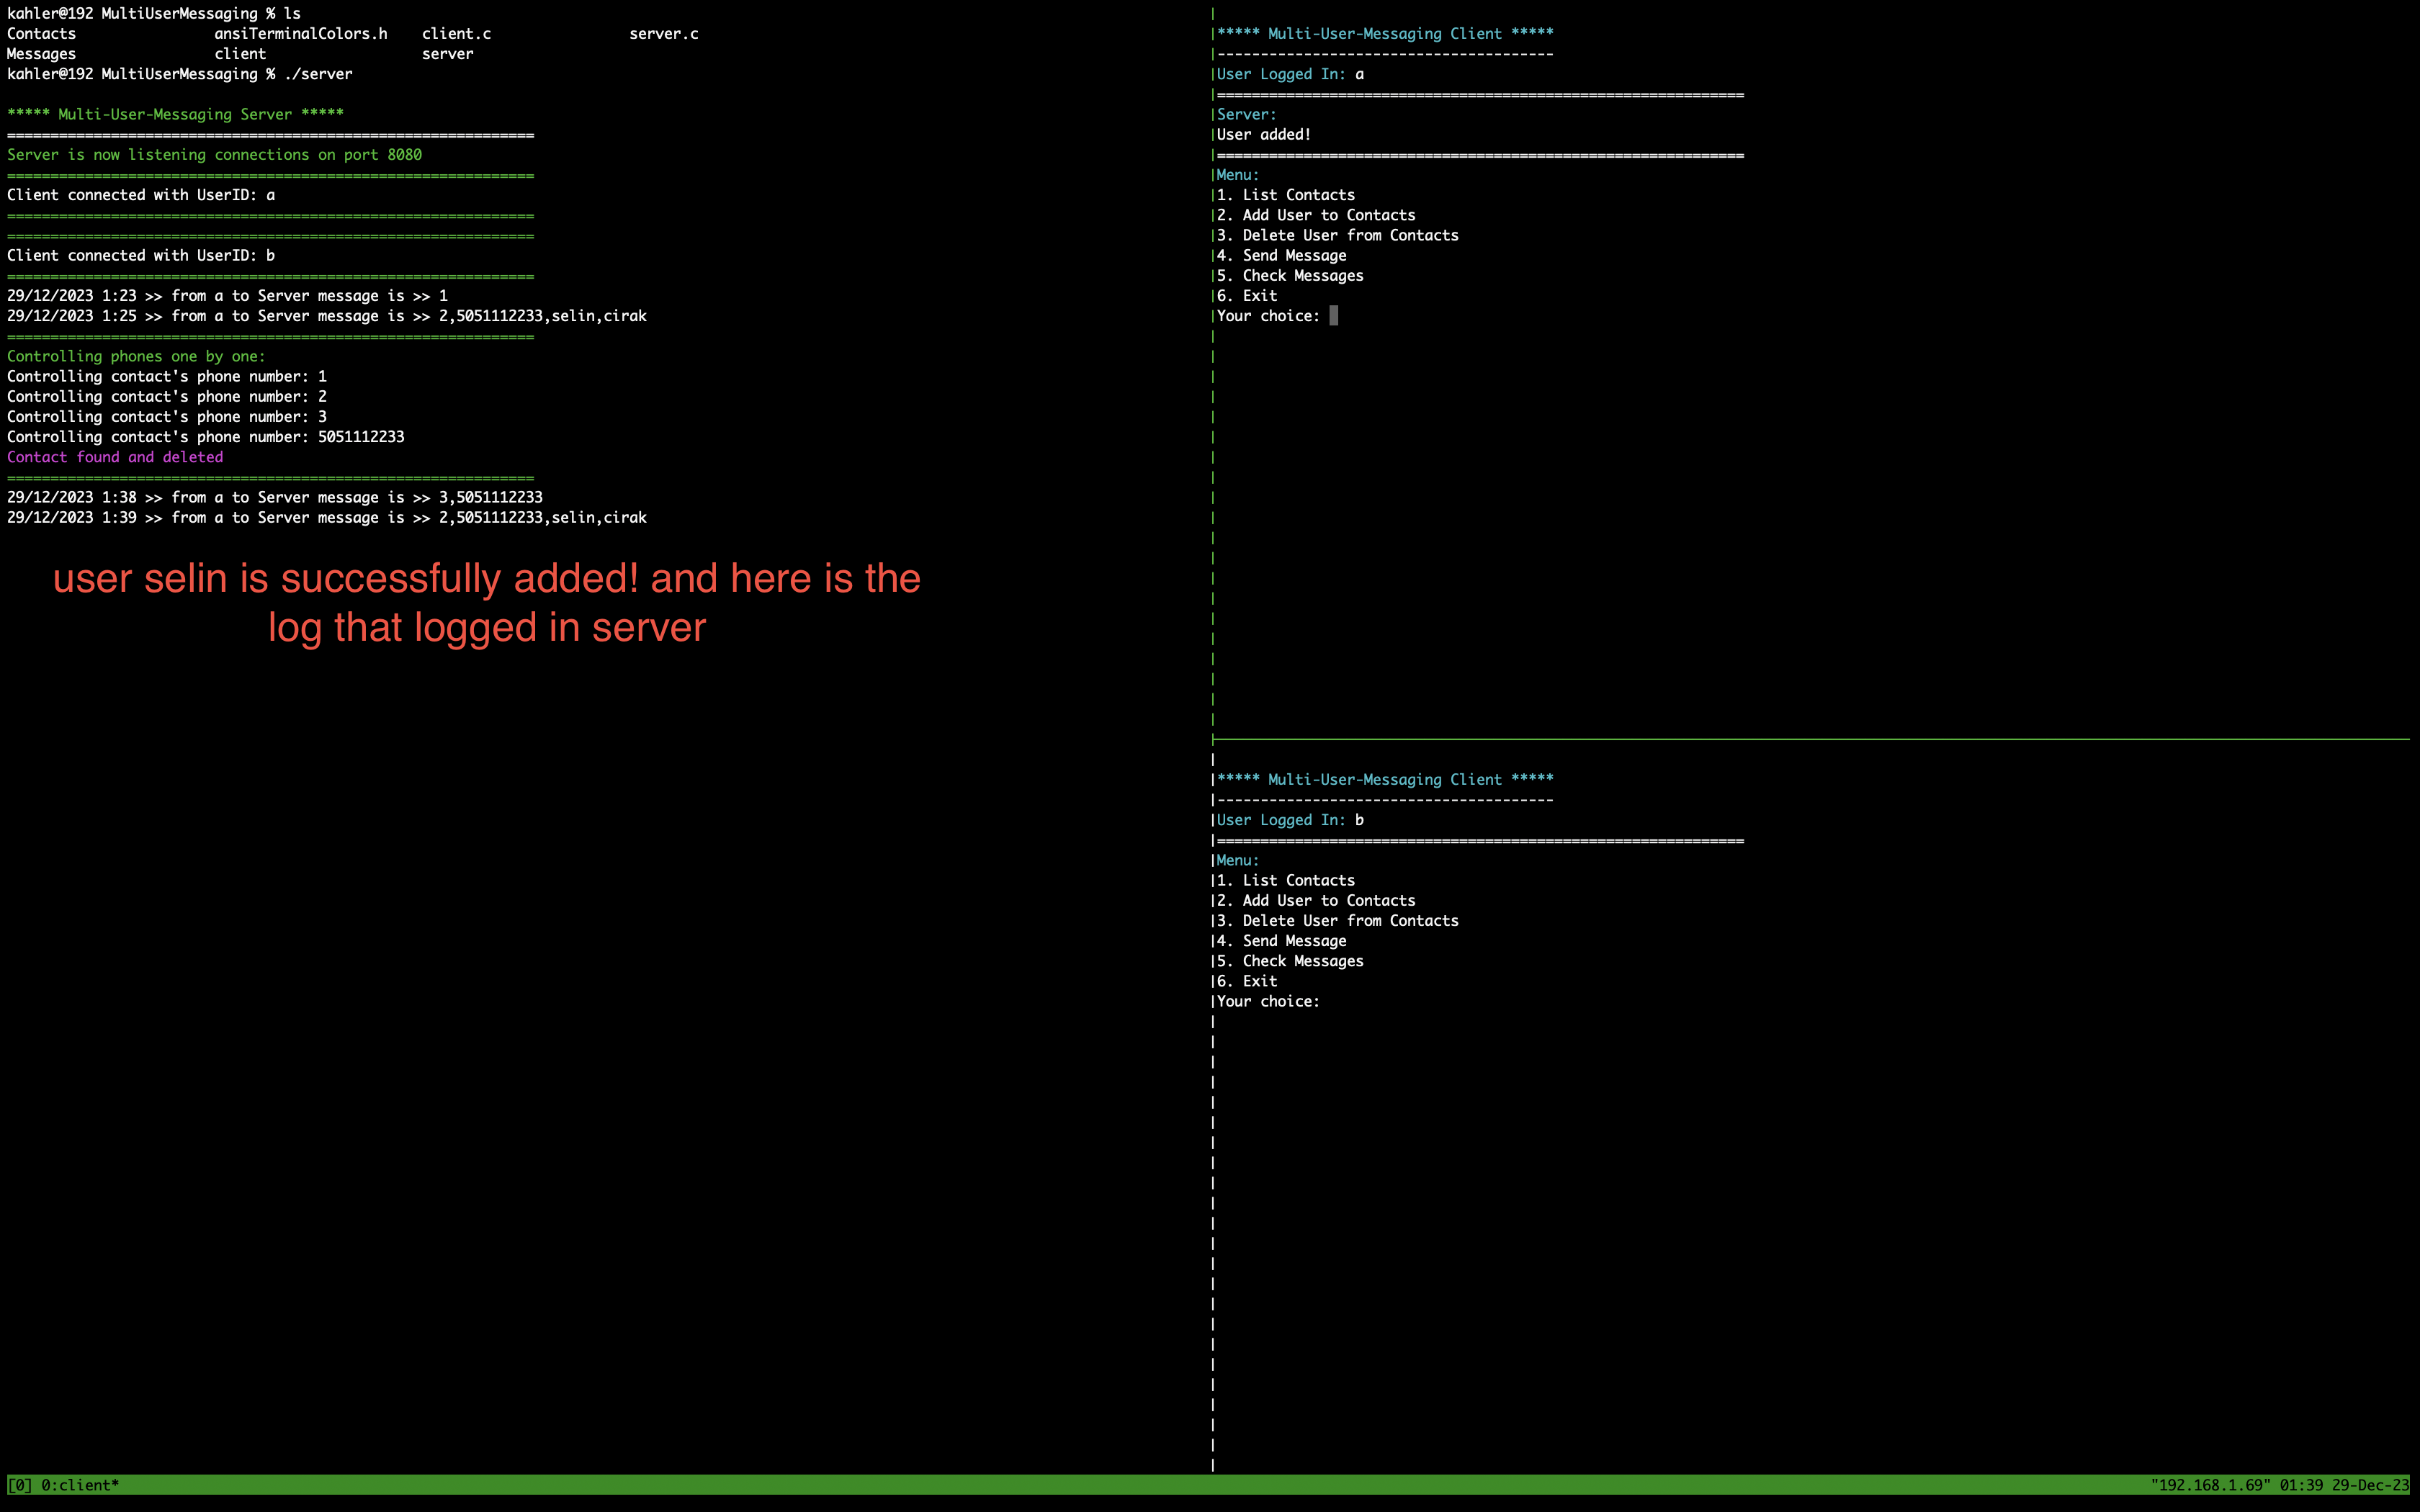 kahler@192 MultiUserMessaging % ls
Contacts ansiTerminalColors.h client.c server.c
Messages client server
kahler@192 MultiUserMessaging % ./server
***** Multi-User-Messaging Server *****
=============================================================
Server is now listening connections on port 8080
=============================================================
Client connected with UserID: a
=============================================================
=============================================================
Client connected with UserID: b
=============================================================
29/12/2023 1:23 >> from a to Server message is >> 1
29/12/2023 1:25 >> from a to Server message is >> 2,5051112233,selin,cirak
=============================================================
Controlling phones one by one:
Controlling contact's phone number: 1
Controlling contact's phone number: 2
Controlling contact's phone number: 3
Controlling contact's phone number: 5051112233
Contact found and deleted
=============================================================
29/12/2023 1:38 >> from a to Server message is >> 3,5051112233
29/12/2023 1:39 >> from a to Server message is >> 2,5051112233,selin,cirak
user selin is successfully added! and here is the
log that logged in server
***** Multi-User-Messaging Client *****
---------------------------------------
User Logged In: a
=============================================================
Server:
User added!
=============================================================
Menu:
1. List Contacts
2. Add User to Contacts
3. Delete User from Contacts
4. Send Message
5. Check Messages
6. Exit
Your choice:
***** Multi-User-Messaging Client *****
---------------------------------------
User Logged In: b
=============================================================
Menu:
1. List Contacts
2. Add User to Contacts
3. Delete User from Contacts
4. Send Message
5. Check Messages
6. Exit
Your choice:
[0] 0:client* "192.168.1.69" 01:39 29-Dec-23